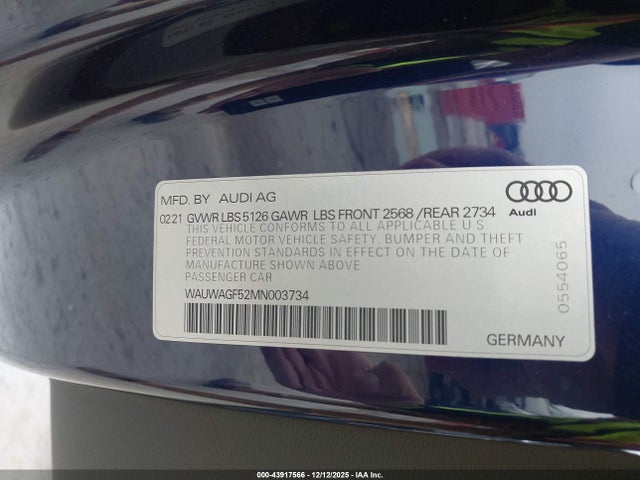 MFD. BY AUDI AG
02 21 GVWR LBS 5126 GAWR LBS FRONT 2568 /REAR 2734
Audi
THIS VEHICLE CONFORMS TO ALL APPLICABLE U S
FEDERAL MOTOR VEHICLE SAFETY, BUMPER AND THEFT
PREVENTION STANDARDS IN EFFECT ON THE DATE OF
MANUFACTURE SHOWN ABOVE
PASSENGER CAR
WAUWAGF52MN003734
0554065
GERMANY
000-43917566 - 12/12/2025 - IAA Inc.